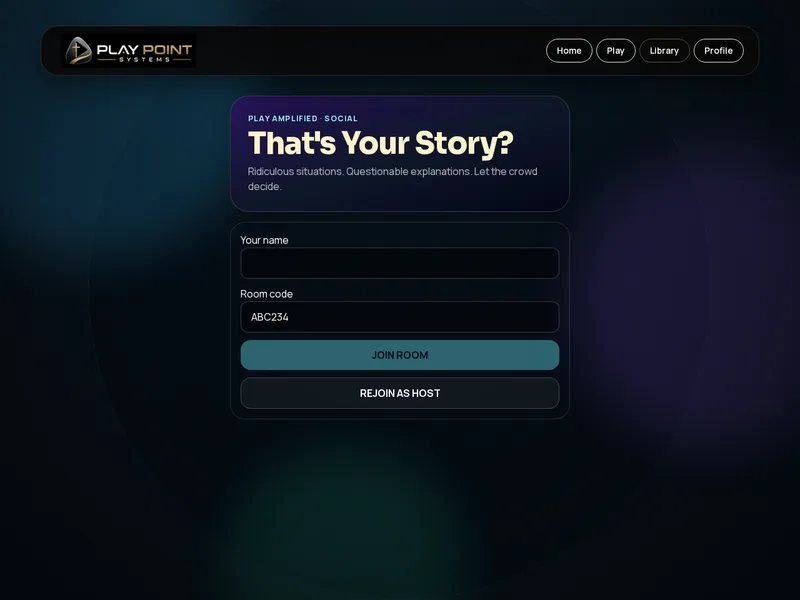 PLAY POINT
SYSTEMS
Home
Play
Library
Profile
PLAY AMPLIFIED · SOCIAL
That's Your Story?
Ridiculous situations. Questionable explanations. Let the crowd
decide.
Your name
Room code
ABC234
JOIN ROOM
REJOIN AS HOST